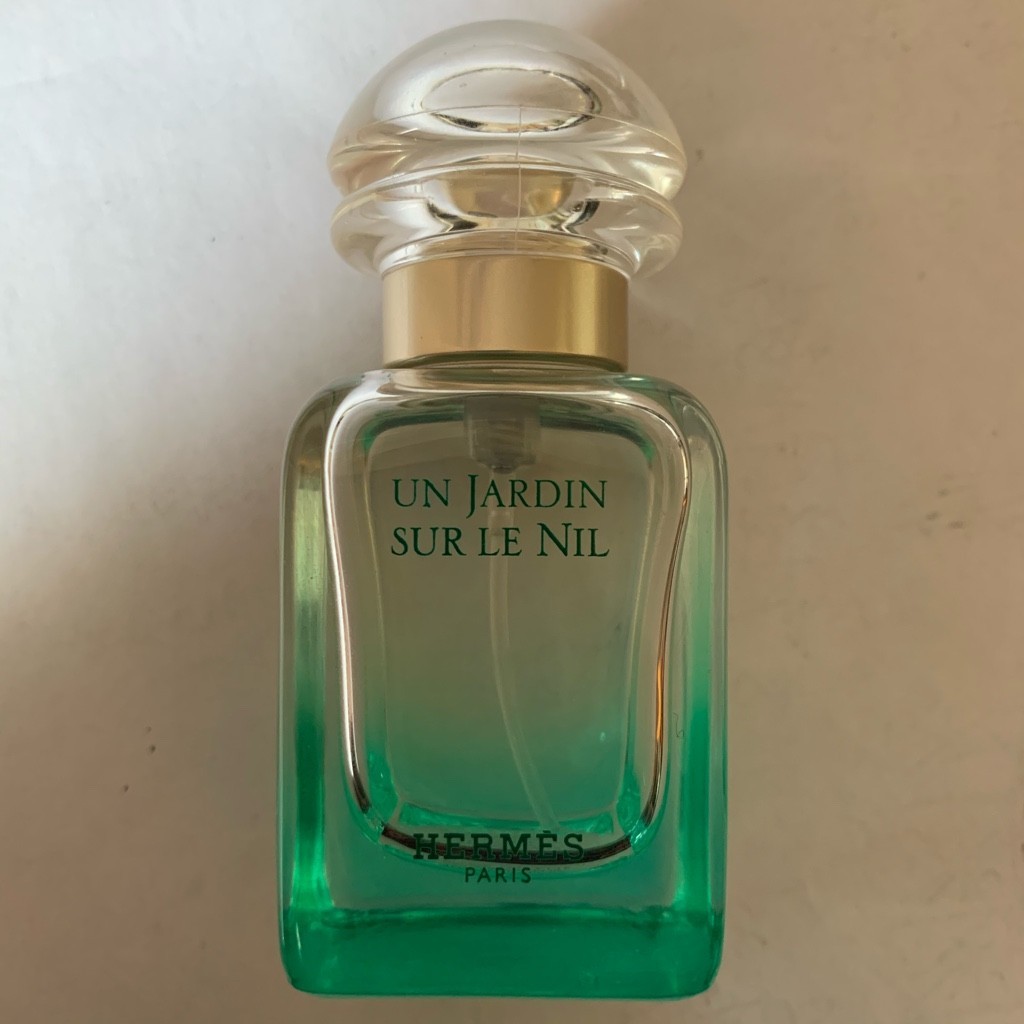 UN JARDIN
SUR LE NIL
HERMÈS
PARIS